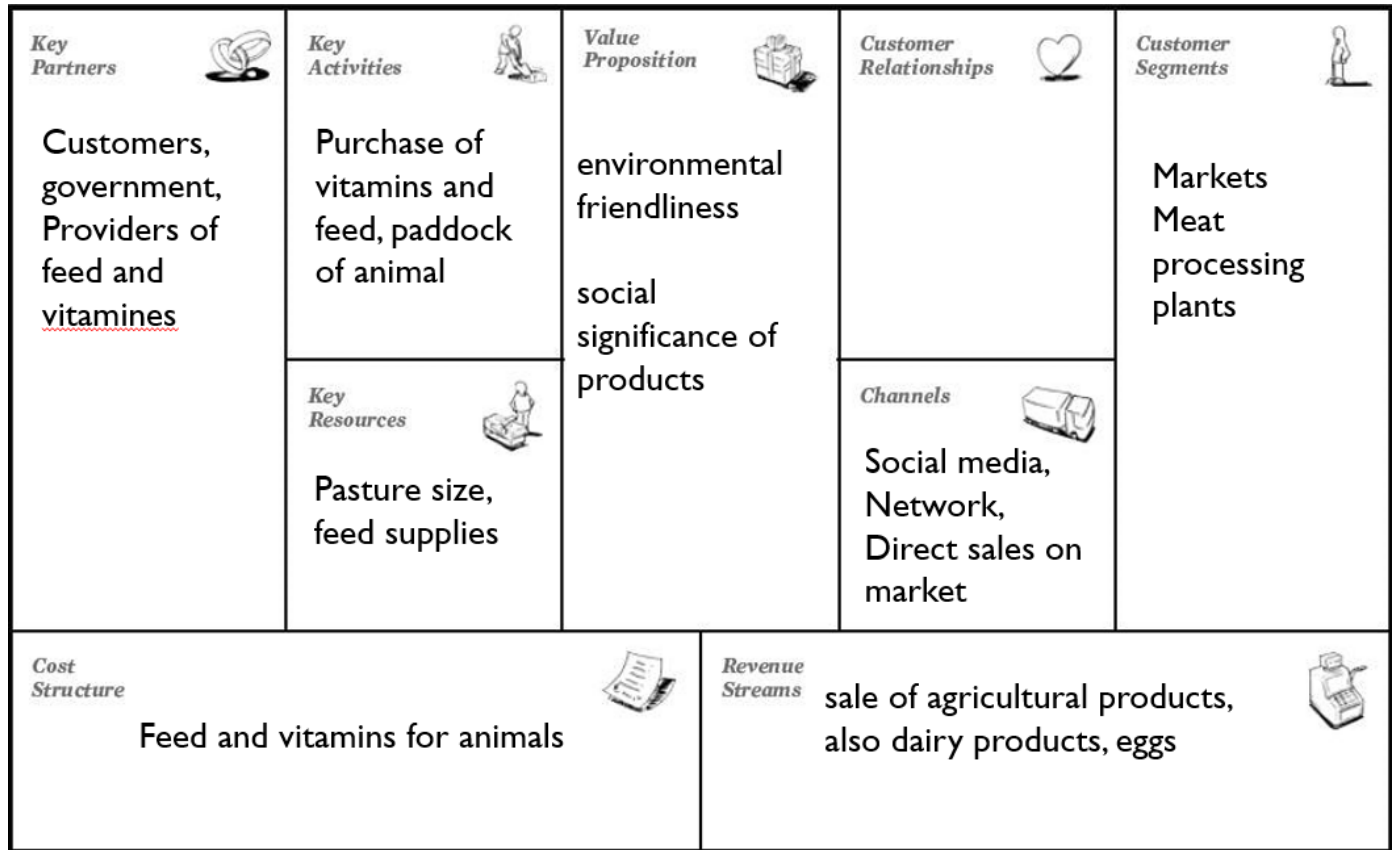 Key
Partners
Customers,
government,
Providers of
feed and
vitamines
Key
Activities
Purchase of
vitamins and
feed, paddock
of animal
Key
Resources
Pasture size,
feed supplies
Value
Proposition
environmental
friendliness
social
significance of
products
Customer
Relationships
Channels
Social media,
Network,
Direct sales on
market
Customer
Segments
Markets
Meat
processing
plants
Cost
Structure
Feed and vitamins for animals
Revenue
Streams
sale of agricultural products,
also dairy products, eggs